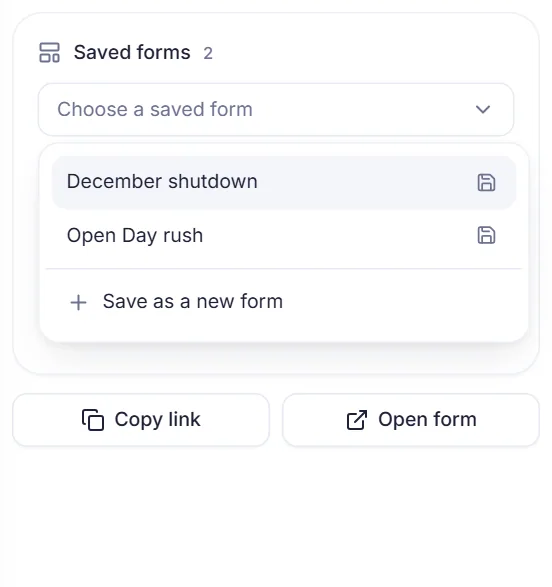 Saved forms 2
Choose a saved form
December shutdown
Open Day rush
Save as a new form
Copy link
Open form